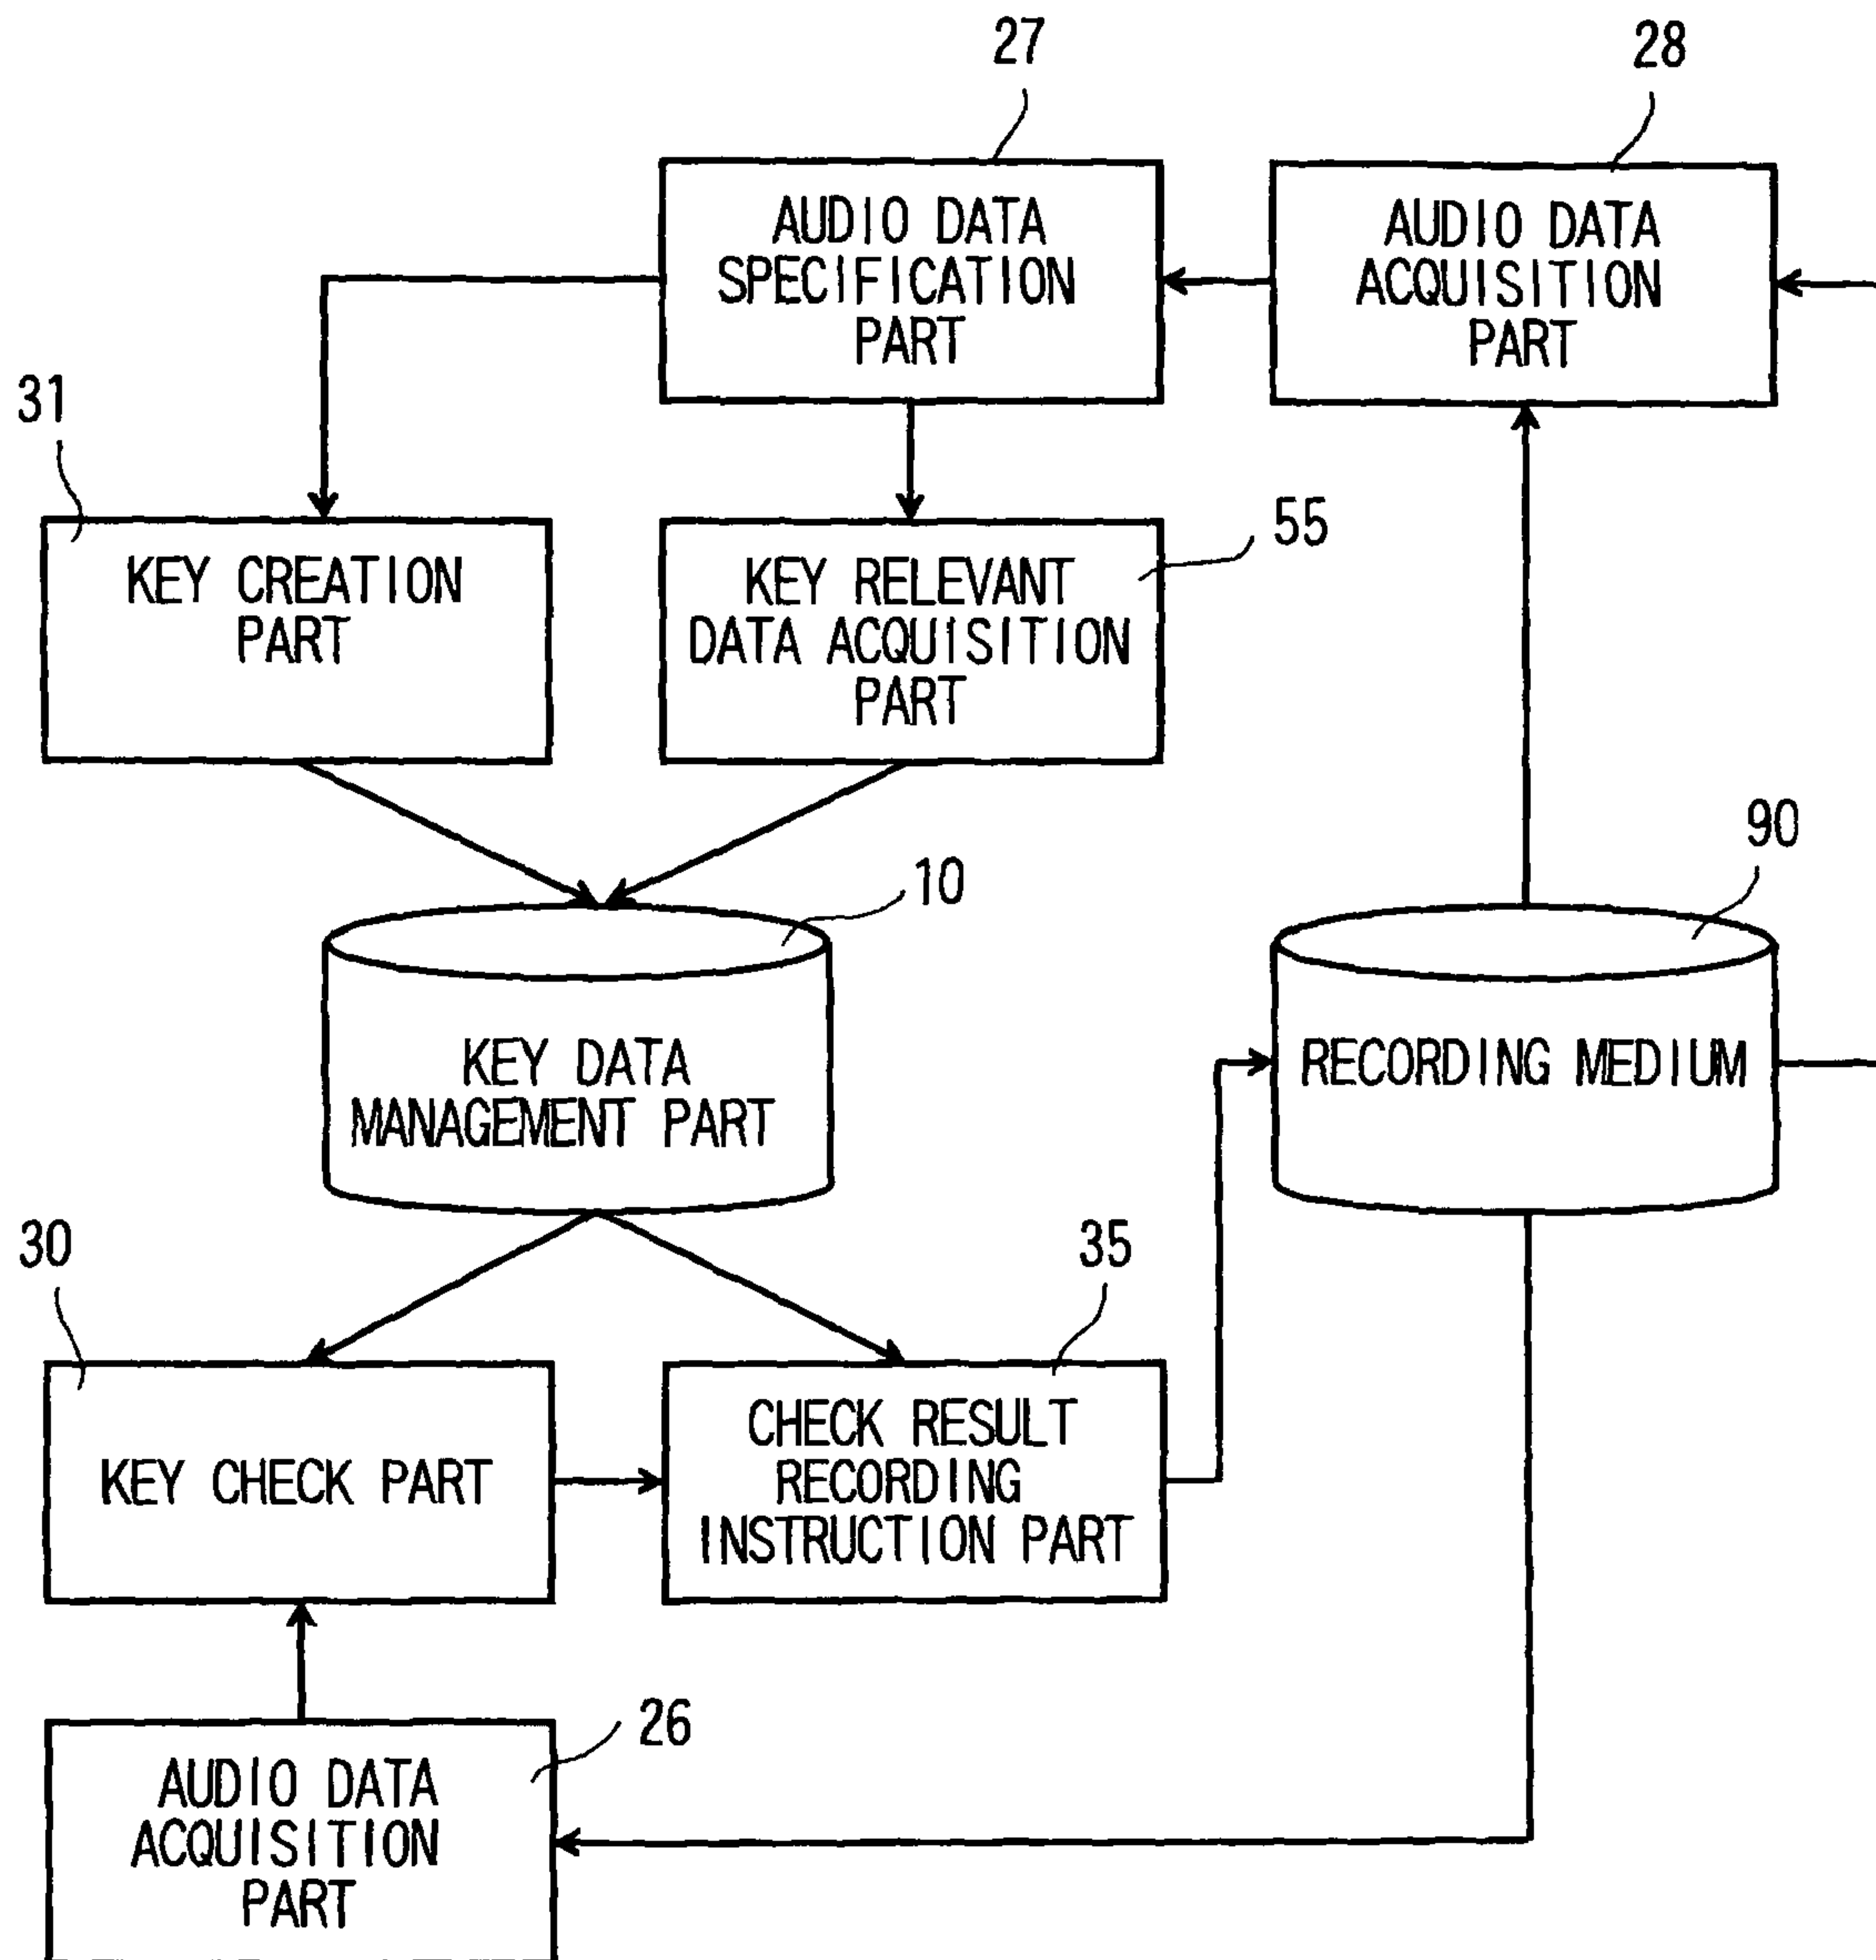 27
28
AUDIO DATA
SPECIFICATION
PART
AUDIO DATA
ACQUISITION
PART
31
55
KEY CREATION
PART
KEY RELEVANT
DATA ACQUISITION
PART
90
10
KEY DATA
MANAGEMENT PART
RECORDING MEDIUM
30
35
KEY CHECK PART
CHECK RESULT
RECORDING
INSTRUCTION PART
26
AUDIO DATA
ACQUISITION
PART